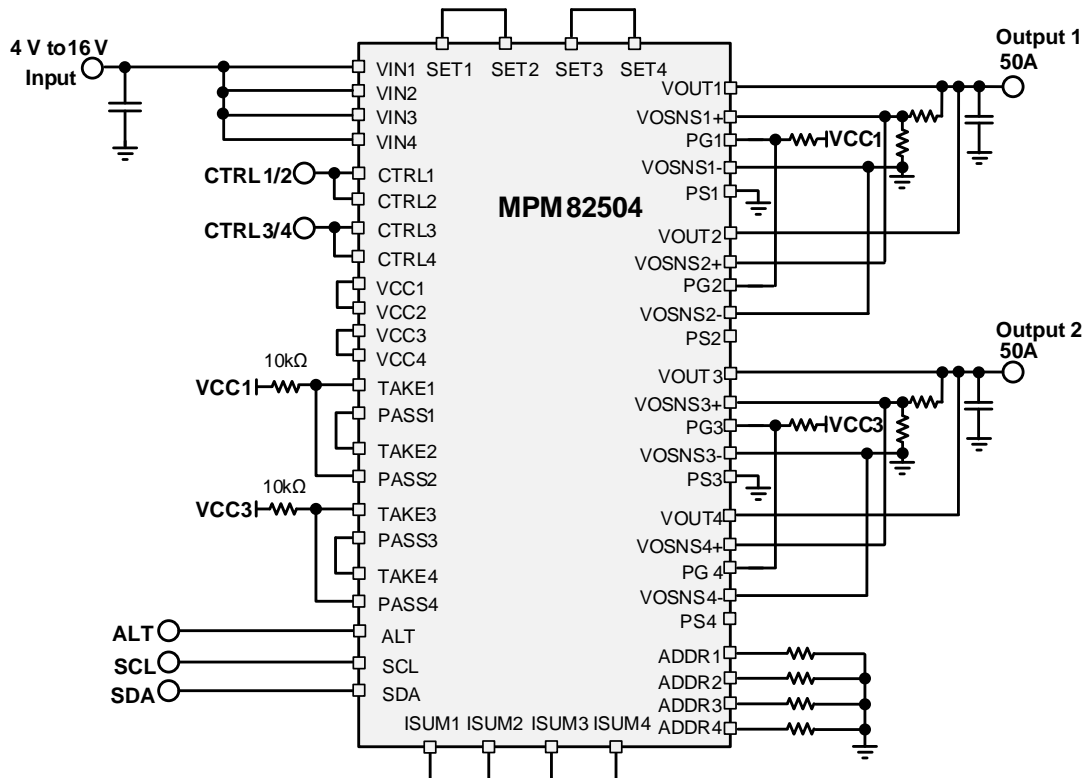 4 V to 16 V
Input
SET1
SET2
SET3
SET4
VIN1
VIN2
VIN3
VIN4
CTRL1/2
CTRL1
CTRL2
CTRL3/4
CTRL3
CTRL4
VCC1
VCC2
VCC3
VCC4
10kΩ
VCC1
TAKE1
PASS1
TAKE2
PASS2
10kΩ
VCC3
TAKE3
PASS3
TAKE4
PASS4
ALT
ALT
SCL
SCL
SDA
SDA
ISUM1
ISUM2
ISUM3
ISUM4
MPM82504
Output 1
50A
VOUT1
VOSNS1+
PG1
VCC1
VOSNS1-
PS1
VOUT2
VOSNS2+
PG2
VOSNS2-
PS2
Output 2
50A
VOUT3
VOSNS3+
PG3
VCC3
VOSNS3-
PS3
VOUT4
VOSNS4+
PG 4
VOSNS4-
PS4
ADDR1
ADDR2
ADDR3
ADDR4